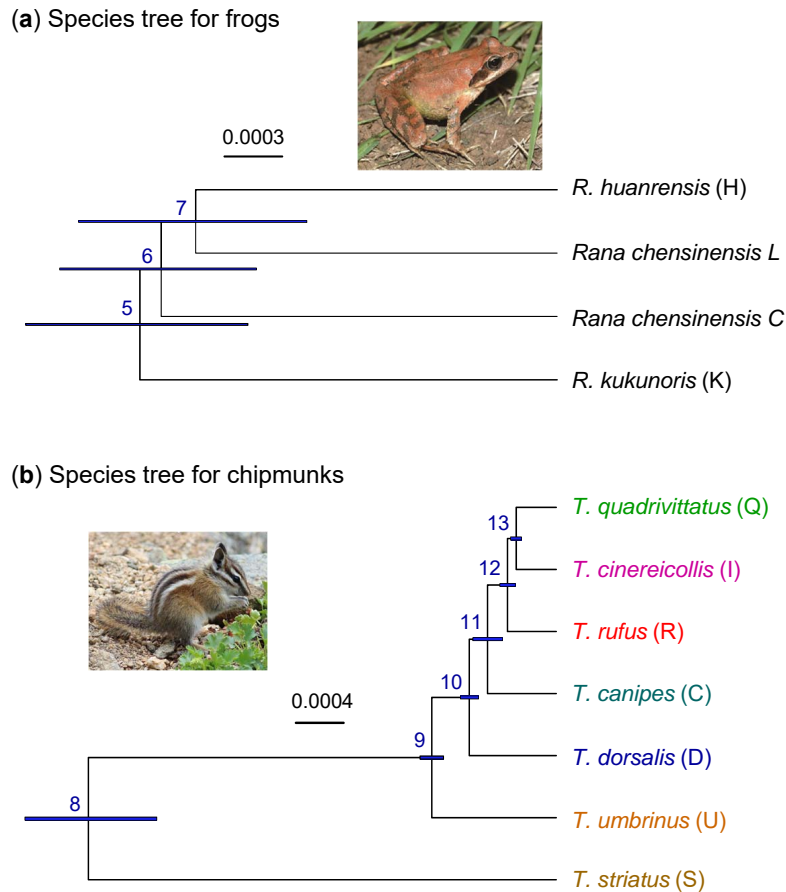 (a) Species tree for frogs
0.0003
R. huanrensis (H)
7
Rana chensinensis L
6
5
Rana chensinensis C
R. kukunoris (K)
(b) Species tree for chipmunks
T. quadrivittatus (Q)
13
T. cinereicollis (I)
12
T. rufus (R)
11
T. canipes (C)
10
0.0004
9
T. dorsalis (D)
8
T. umbrinus (U)
T. striatus (S)